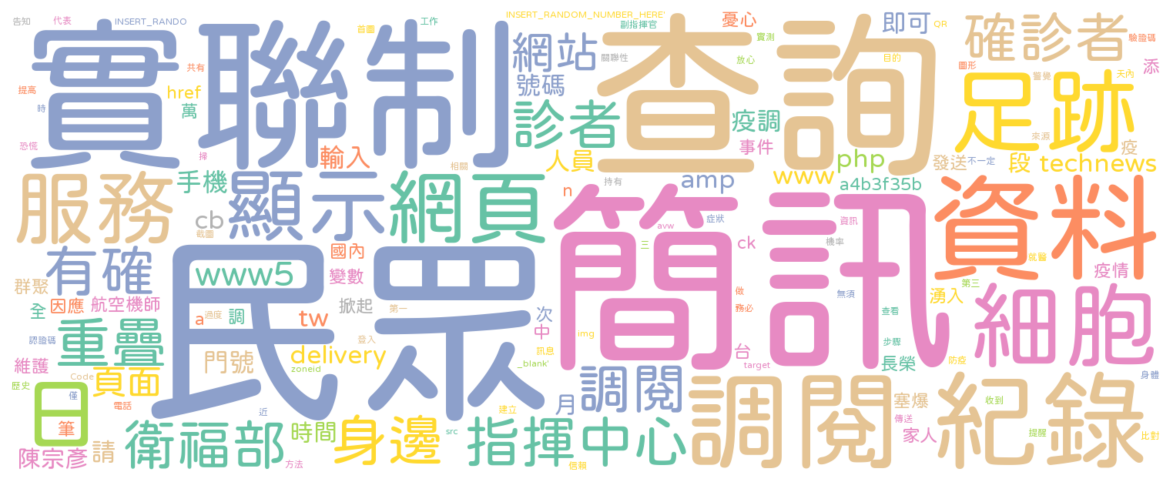 告知 代表 INSERT_RANDO 首圖 工作 INSERT_RANDOM_NUMBER_HERE' 憂心 副指揮官 即可 OR 確診者 驗證碼
實聯制 查詢
共有 href 萬 提高 時 恐慌 操
網站 號碼 關聯性 實測 放心 目的 圖形 天內 添
診者 疫調 足跡 來源 疫
輸入 相關 人員 事件 php 發送 不一定 段 technews
服務 手機 顯示 網頁 n 持有 amp www a4b3f35b
cb 截圖 簡訊 資料
有確 www5 國內 變數 avw 症狀 三 ck 資訊 機率 就醫 疫情
群聚 因應 航空機師 全 a 過度 調 tw 掀起 第一 次 中 做 務必 無須 湧入 第三 查看
民眾 細胞
重疊 認證碼 門號 delivery zoneid 登入 img 訊息 _blank' 台 target 步驟 長榮 防疫
維護 Code 頁面 歷史 僅 電話 身體
日 筆 近 月 建立 調閱 調閱 塞爆 收到 紀錄
請 衛福部 時間 身邊 src 指揮中心 傳送 家人 提醒 比對
陳宗彥 方法 信賴